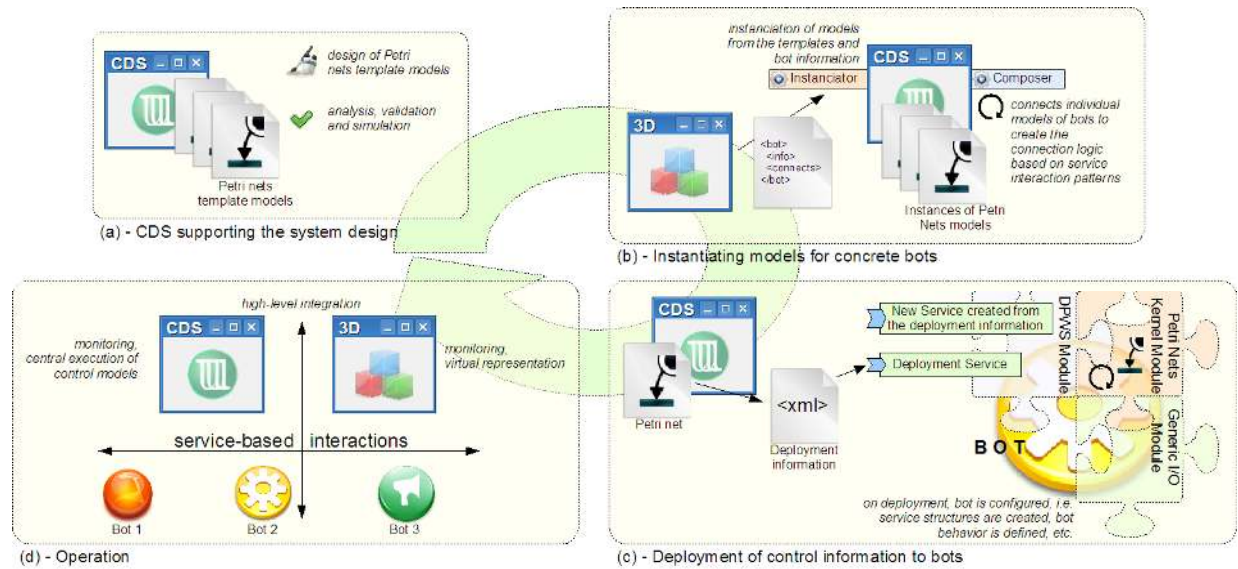 CDS
design of Petri
nets template models
analysis, validation
and simulation
Petri nets
template models
(a) - CDS supporting the system design
instanciation of models
from the templates and
bot information
Instanciator
CDS
Composer
3D
<bot>
<info>
<connects>
</bot>
connects individual
models of bots to
create the
connection logic
based on service
interaction patterns
Instances of Petri
Nets models
(b) - Instantiating models for concrete bots
high-level integration
CDS
3D
monitoring,
central execution of
control models
monitoring,
virtual representation
service-based interactions
Bot 1
Bot 2
Bot 3
(d) - Operation
CDS
Petri net
<xml>
Deployment
information
New Service created from
the deployment information
Deployment Service
DPWS Module
Petri Nets
Kernel Module
Generic I/O
Module
BOT
on deployment, bot is configured, i.e.
service structures are created, bot
behavior is defined, etc.
(c) - Deployment of control information to bots